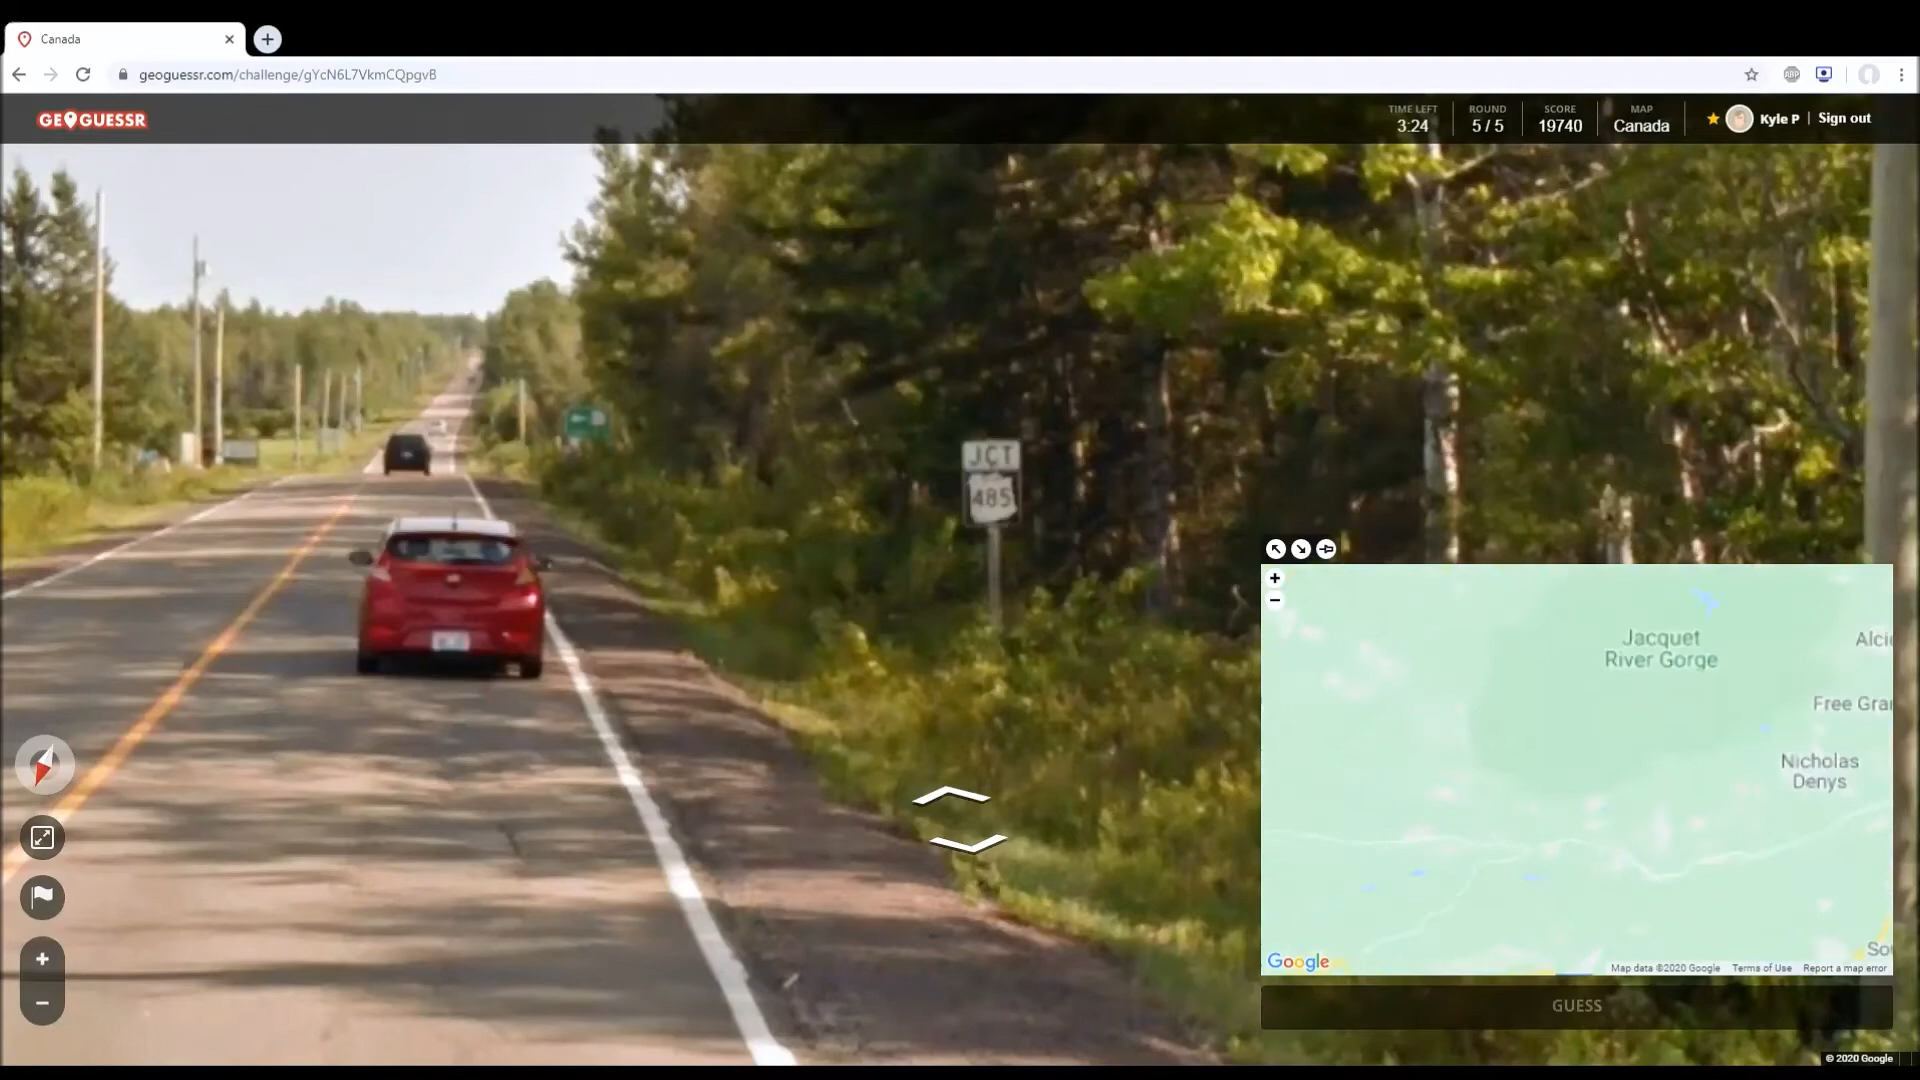 Canada
geoguessr.com/challenge/gYcN6L7VkmCQpgvB
ABP
GEOGUESSR
TIME LEFT
3:24
ROUND
5 / 5
SCORE
19740
MAP
Canada
Kyle P | Sign out
JCT
485
Jacquet
River Gorge
Alci
Free Gra
Nicholas
Denys
So
Google
Map data ©2020 Google
Terms of Use
Report a map error
GUESS
© 2020 Google